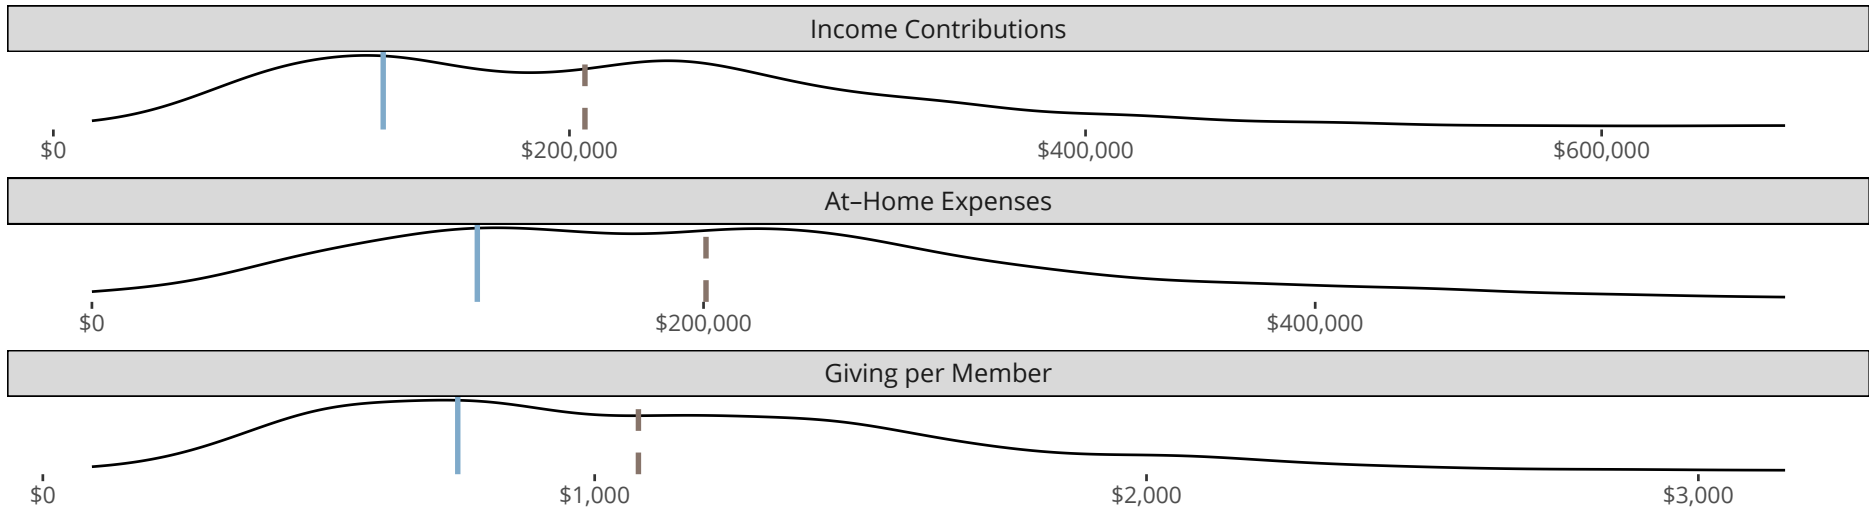 Income Contributions
$0 $200,000 $400,000 $600,000
At–Home Expenses
$0 $200,000 $400,000
Giving per Member
$0 $1,000 $2,000 $3,000